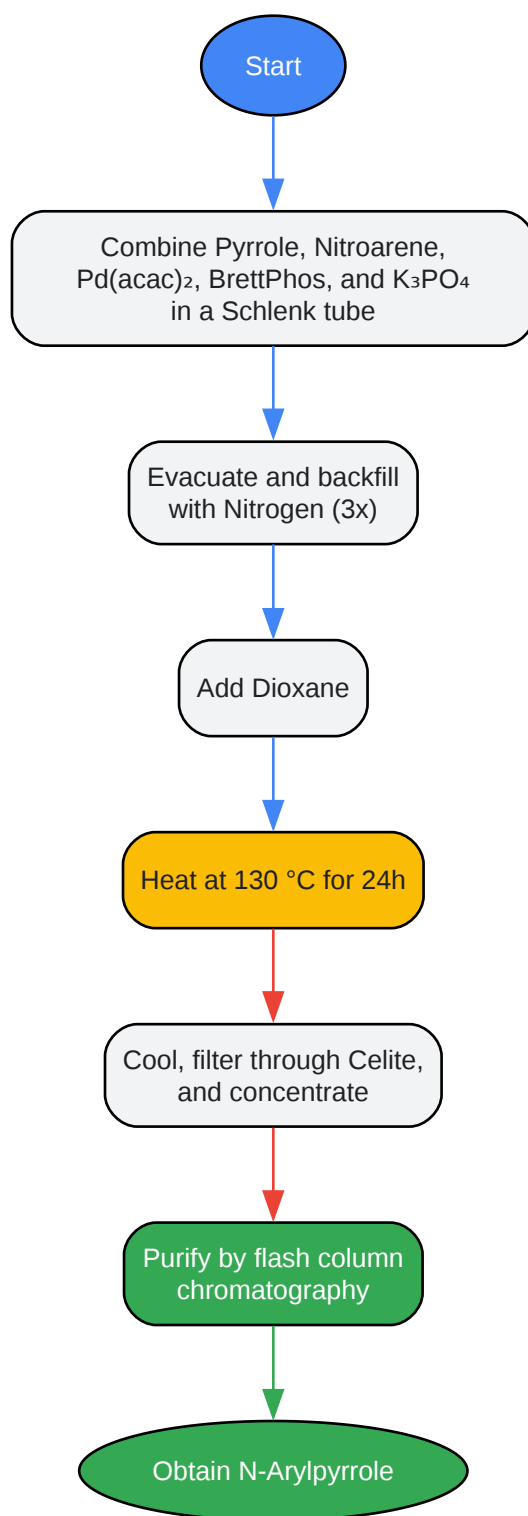 Start
Combine Pyrrole, Nitroarene,
Pd(acac)₂, BrettPhos, and K₃PO₄
in a Schlenk tube
Evacuate and backfill
with Nitrogen (3x)
Add Dioxane
Heat at 130 °C for 24h
Cool, filter through Celite,
and concentrate
Purify by flash column
chromatography
Obtain N-Arylpyrrole